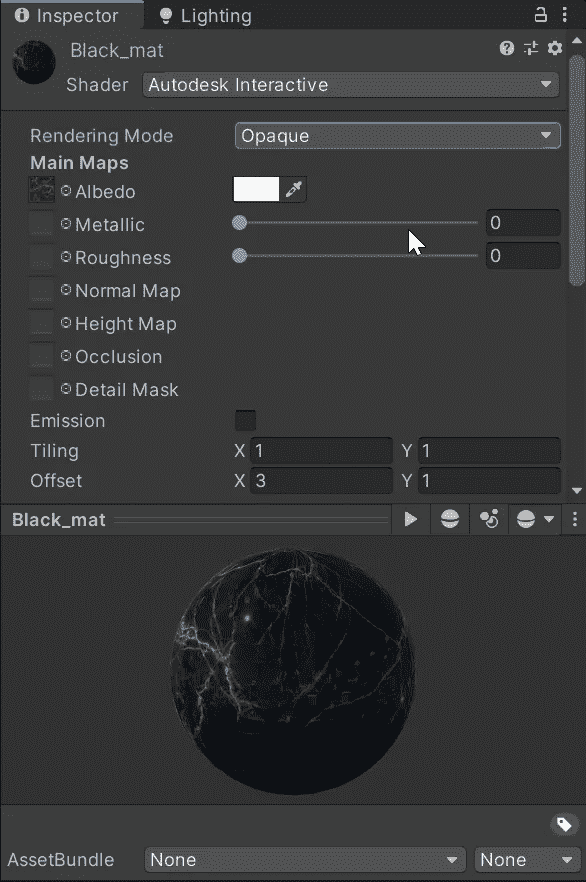 Inspector Lighting
Black_mat
Shader Autodesk Interactive
Rendering Mode Opaque
Main Maps
Albedo
Metallic 0
Roughness 0
Normal Map
Height Map
Occlusion
Detail Mask
Emission
Tiling X 1 Y 1
Offset X 3 Y 1
Black_mat
AssetBundle None None